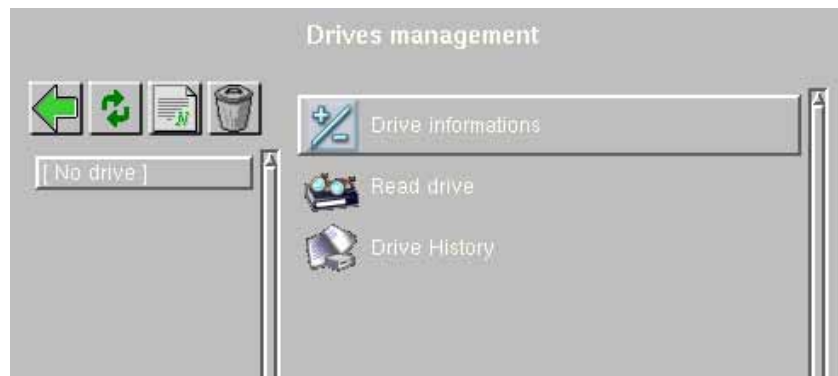 Drives management
[ No drive ]
Drive informations
Read drive
Drive History
N